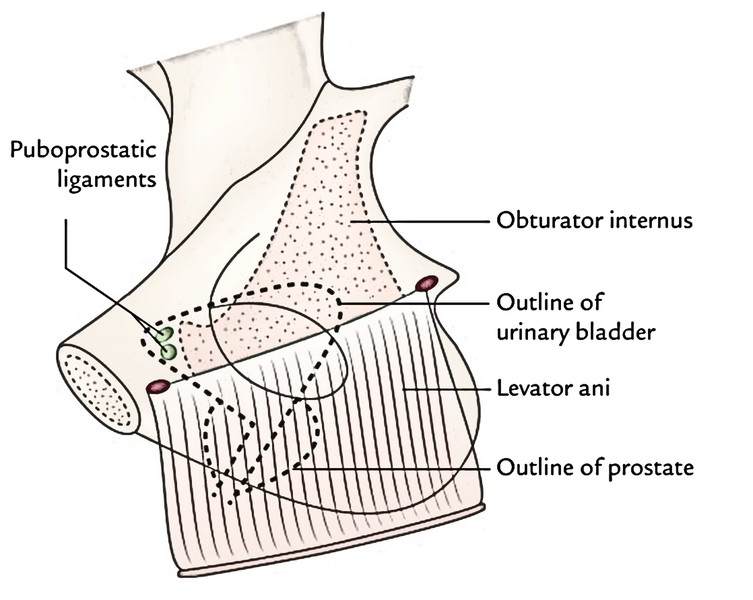 Puboprostatic
ligaments
Obturator internus
Outline of
urinary bladder
Levator ani
Outline of prostate